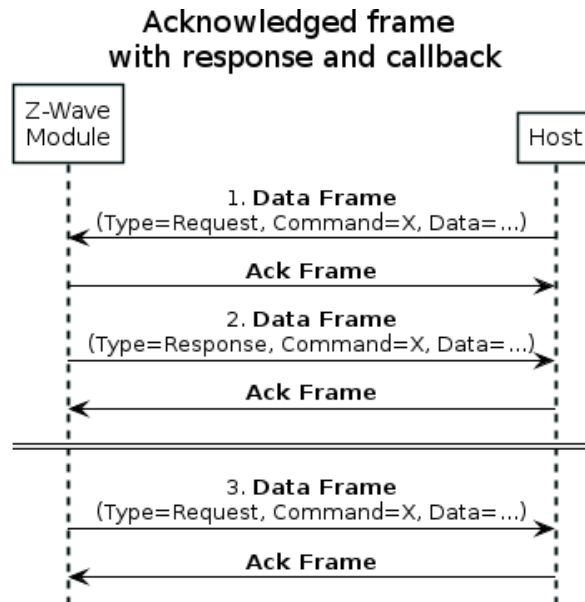 Acknowledged frame
with response and callback
Z-Wave
Module
Host
1. Data Frame
(Type=Request, Command=X, Data=...)
Ack Frame
2. Data Frame
(Type=Response, Command=X, Data=...)
Ack Frame
3. Data Frame
(Type=Request, Command=X, Data=...)
Ack Frame